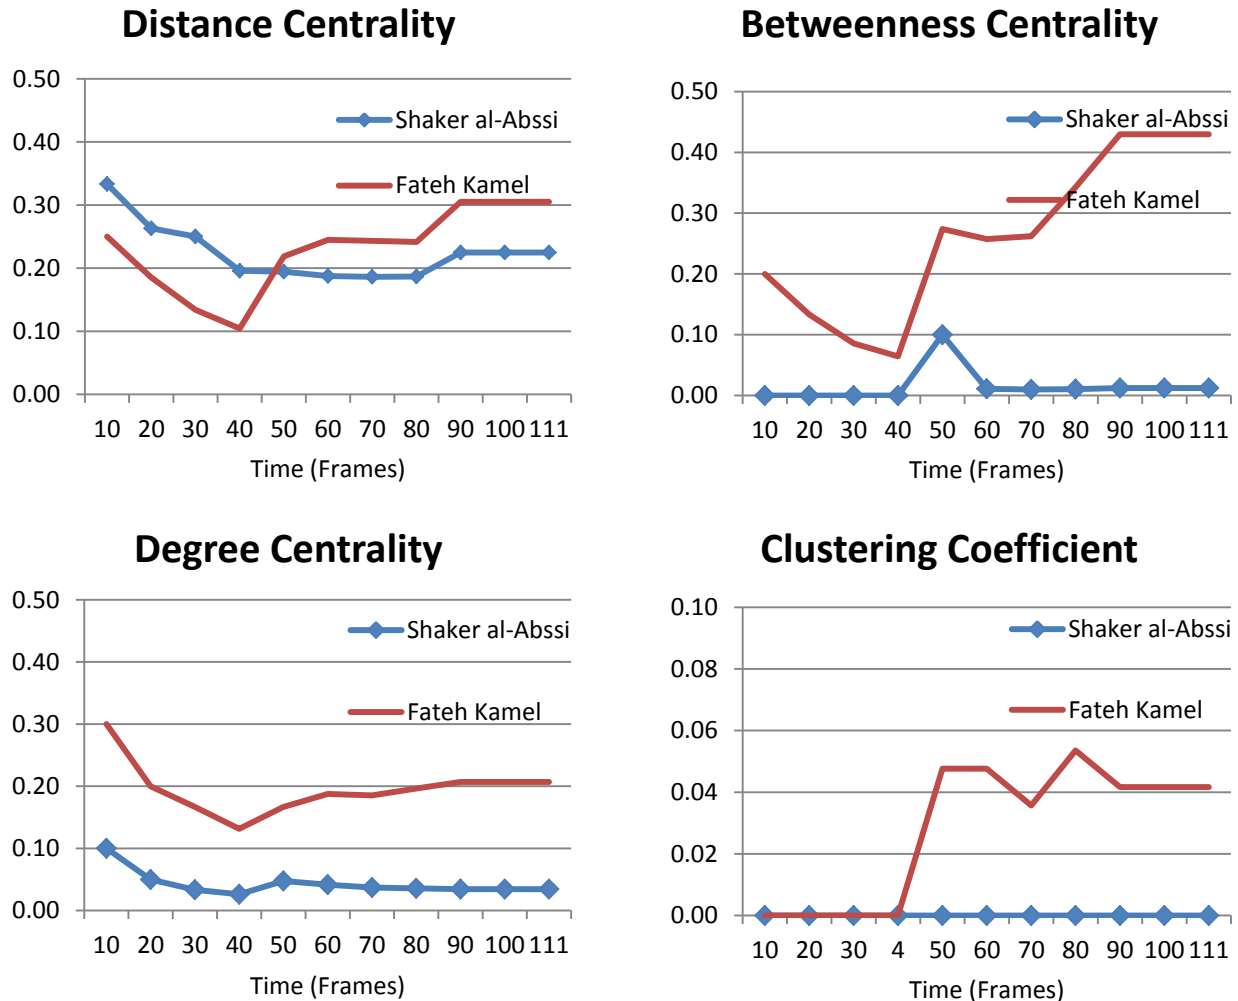 Distance Centrality
0.50
0.40
0.30
0.20
0.10
0.00
Shaker al-Abssi
Fateh Kamel
10 20 30 40 50 60 70 80 90 100 111
Time (Frames)
Betweenness Centrality
0.50
0.40
0.30
0.20
0.10
0.00
Shaker al-Abssi
Fateh Kamel
10 20 30 40 50 60 70 80 90 100 111
Time (Frames)
Degree Centrality
0.50
0.40
0.30
0.20
0.10
0.00
Shaker al-Abssi
Fateh Kamel
10 20 30 40 50 60 70 80 90 100 111
Time (Frames)
Clustering Coefficient
0.10
0.08
0.06
0.04
0.02
0.00
Shaker al-Abssi
Fateh Kamel
10 20 30 4 50 60 70 80 90 100 111
Time (Frames)